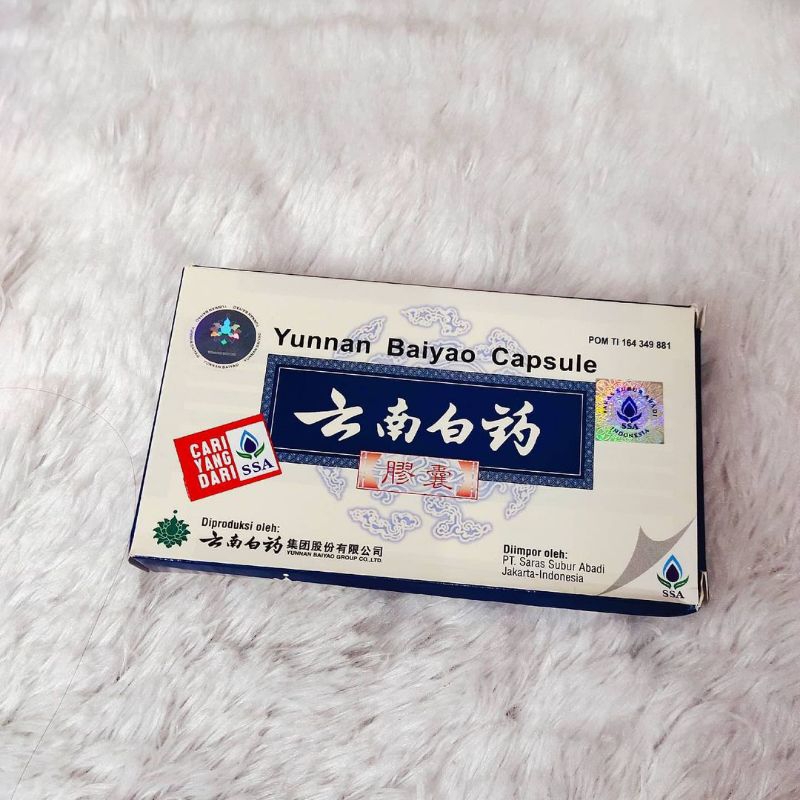 Yunnan Baiyao Capsule
POM TI 164 349 881
云南白药
膠囊
CARI
YANG
DARI
SSA
SSA
INDONESIA
Diproduksi oleh:
云南白药 集团股份有限公司
YUNNAN BAIYAO GROUP CO.,LTD.
Diimpor oleh:
PT. Saras Subur Abadi
Jakarta-Indonesia
SSA